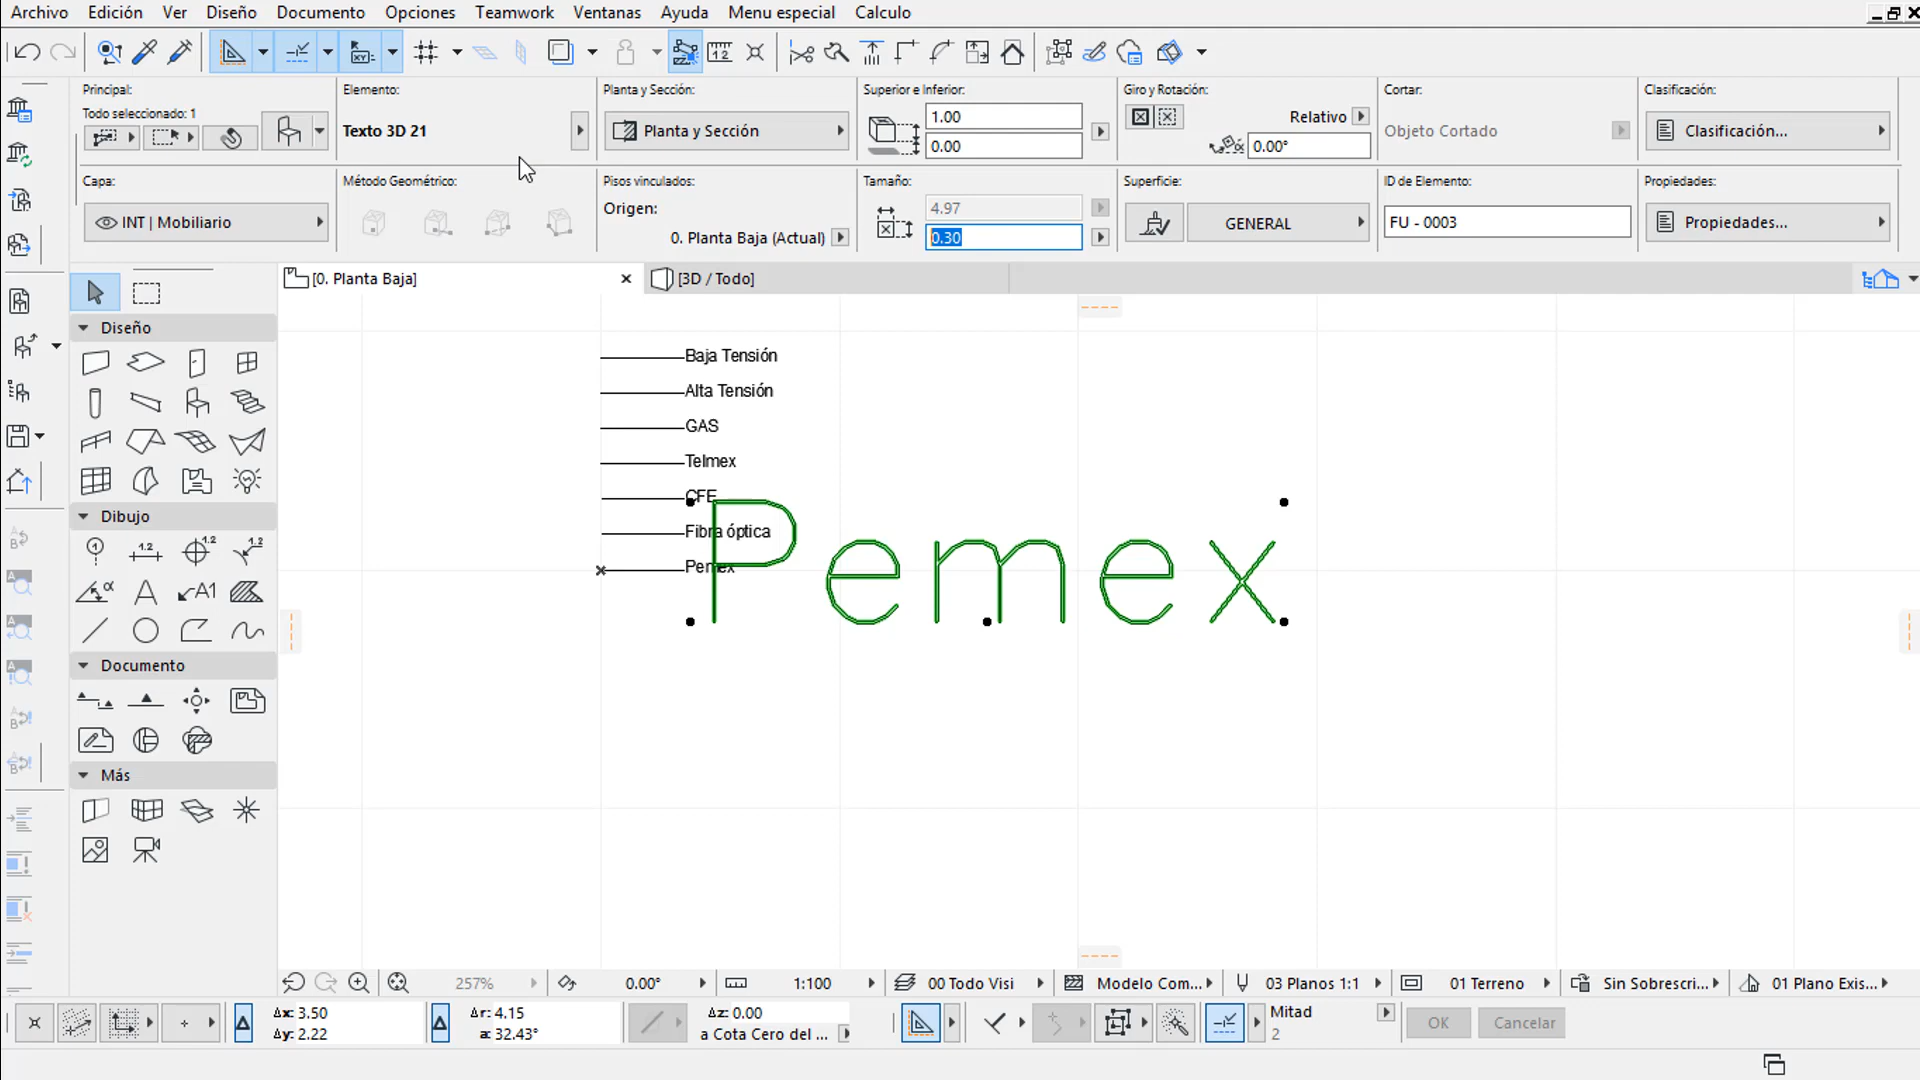 Archivo Edición Ver Diseño Documento Opciones Teamwork Ventanas Ayuda Menu especial Calculo
Principal: Elemento: Planta y Sección: Superior e Inferior: Giro y Rotación: Cortar: Clasificación:
Todo seleccionado: 1 Texto 3D 21 Planta y Sección 1.00 Relativo Objeto Cortado Clasificación...
0.00 0.00°
Capa: Método Geométrico: Pisos vinculados: Tamaño: Superficie: ID de Elemento: Propiedades:
INT | Mobiliario Origen: 4.97 GENERAL FU - 0003 Propiedades...
0. Planta Baja (Actual) 0.30
[0. Planta Baja] [3D / Todo]
Diseño
Dibujo
Documento
Más
Baja Tensión
Alta Tensión
GAS
Telmex
CFE
Fibra óptica
Pemex
Pemex
257% 0.00° 1:100 00 Todo Visi Modelo Com... 03 Planos 1:1 01 Terreno Sin Sobrescri... 01 Plano Exis...
Δx: 3.50 Δr: 4.15 Δz: 0.00 Mitad OK Cancelar
Δy: 2.22 a: 32.43° a Cota Cero del ... 2